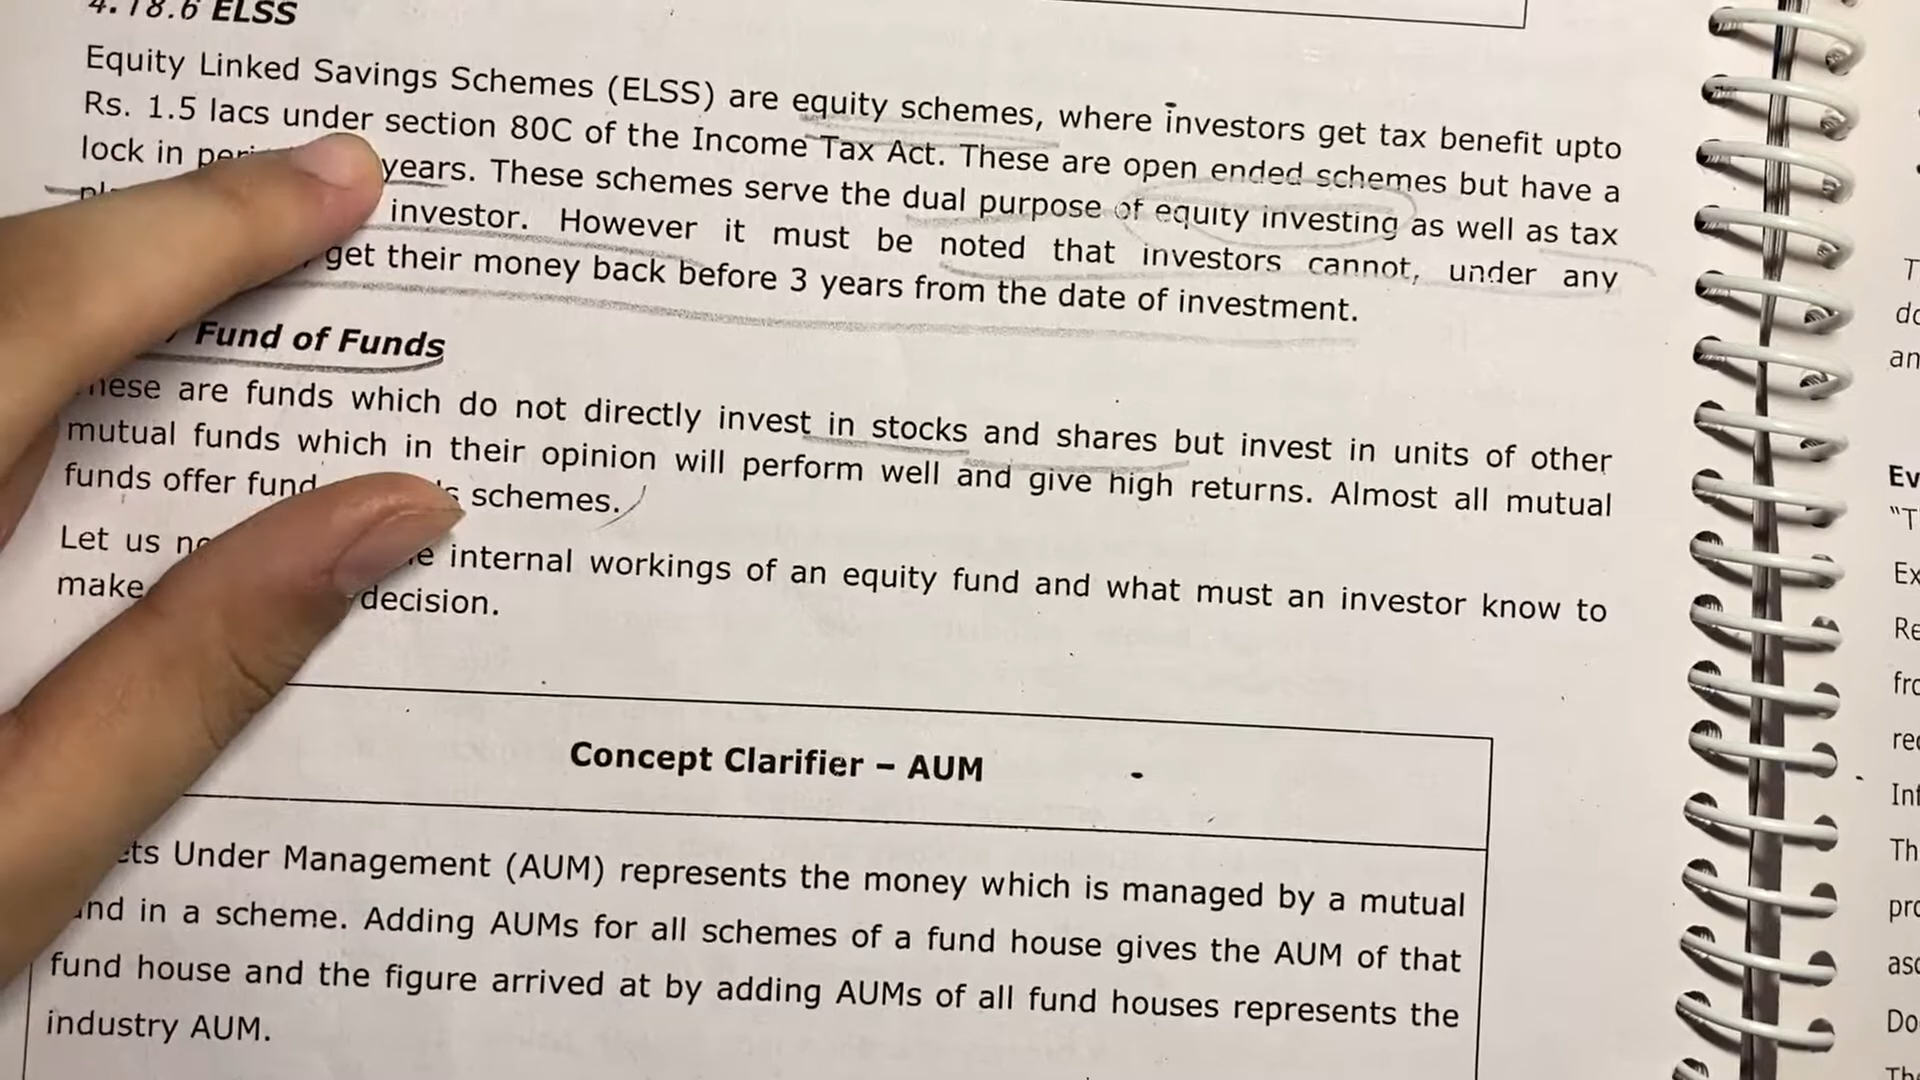 4.18.6 ELSS
Equity Linked Savings Schemes (ELSS) are equity schemes, where investors get tax benefit upto
Rs. 1.5 lacs under section 80C of the Income Tax Act. These are open ended schemes but have a
lock in years. These schemes serve the dual purpose of equity investing as well as tax
investor. However it must be noted that investors cannot, under any
get their money back before 3 years from the date of investment.
Fund of Funds
are funds which do not directly invest in stocks and shares but invest in units of other
mutual funds which in their opinion will perform well and give high returns. Almost all mutual
funds offer fund schemes.
Let us internal workings of an equity fund and what must an investor know to
make decision.
Concept Clarifier – AUM
Under Management (AUM) represents the money which is managed by a mutual
in a scheme. Adding AUMs for all schemes of a fund house gives the AUM of that
fund house and the figure arrived at by adding AUMs of all fund houses represents the
industry AUM.
Ev
"T
Ex
Re
Inf
Th
Do